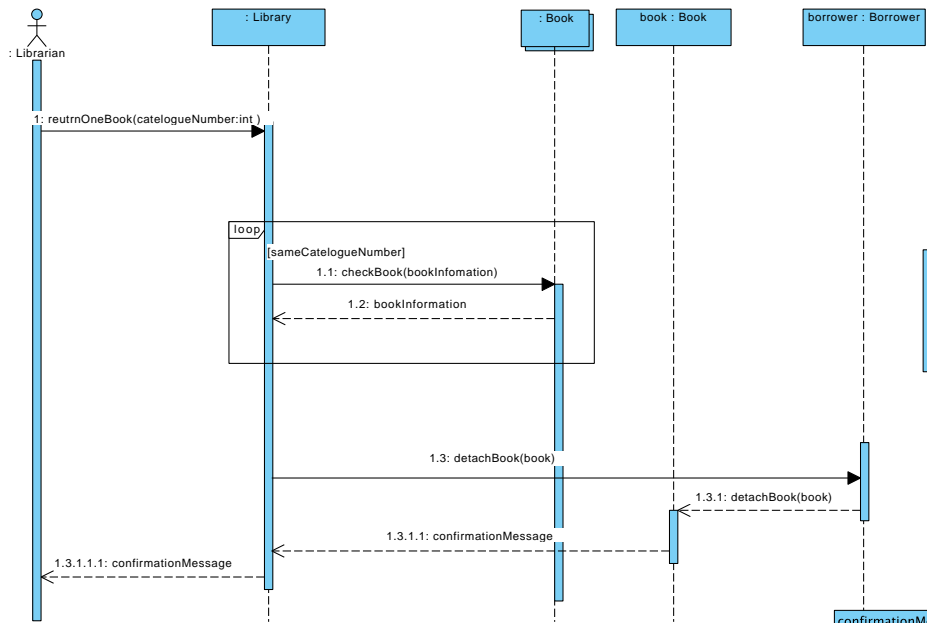 : Librarian
: Library
: Book
book : Book
borrower : Borrower
1: reutrnOneBook(catelogueNumber:int )
loop
[sameCatelogueNumber]
1.1: checkBook(bookInfomation)
1.2: bookInformation
1.3: detachBook(book)
1.3.1: detachBook(book)
1.3.1.1: confirmationMessage
1.3.1.1.1: confirmationMessage
confirmationM